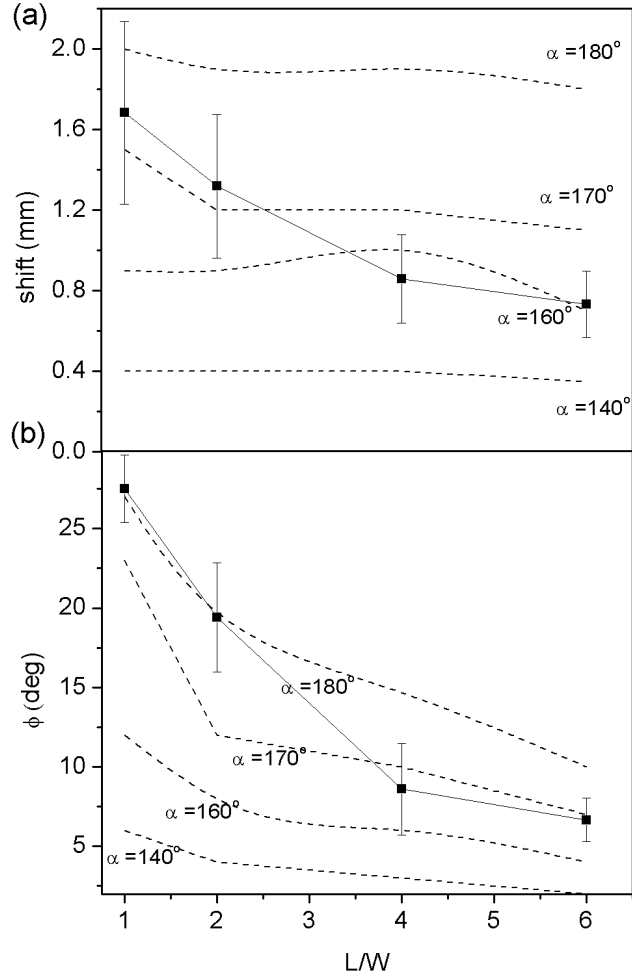 (a)
2.0
α =180°
1.6
α =170°
1.2
shift (mm)
0.8
α =160°
0.4
α =140°
(b)
0.0
25
20
φ (deg)
α =180°
15
α =170°
10
α =160°
α =140°
5
1 2 3 4 5 6
L/W